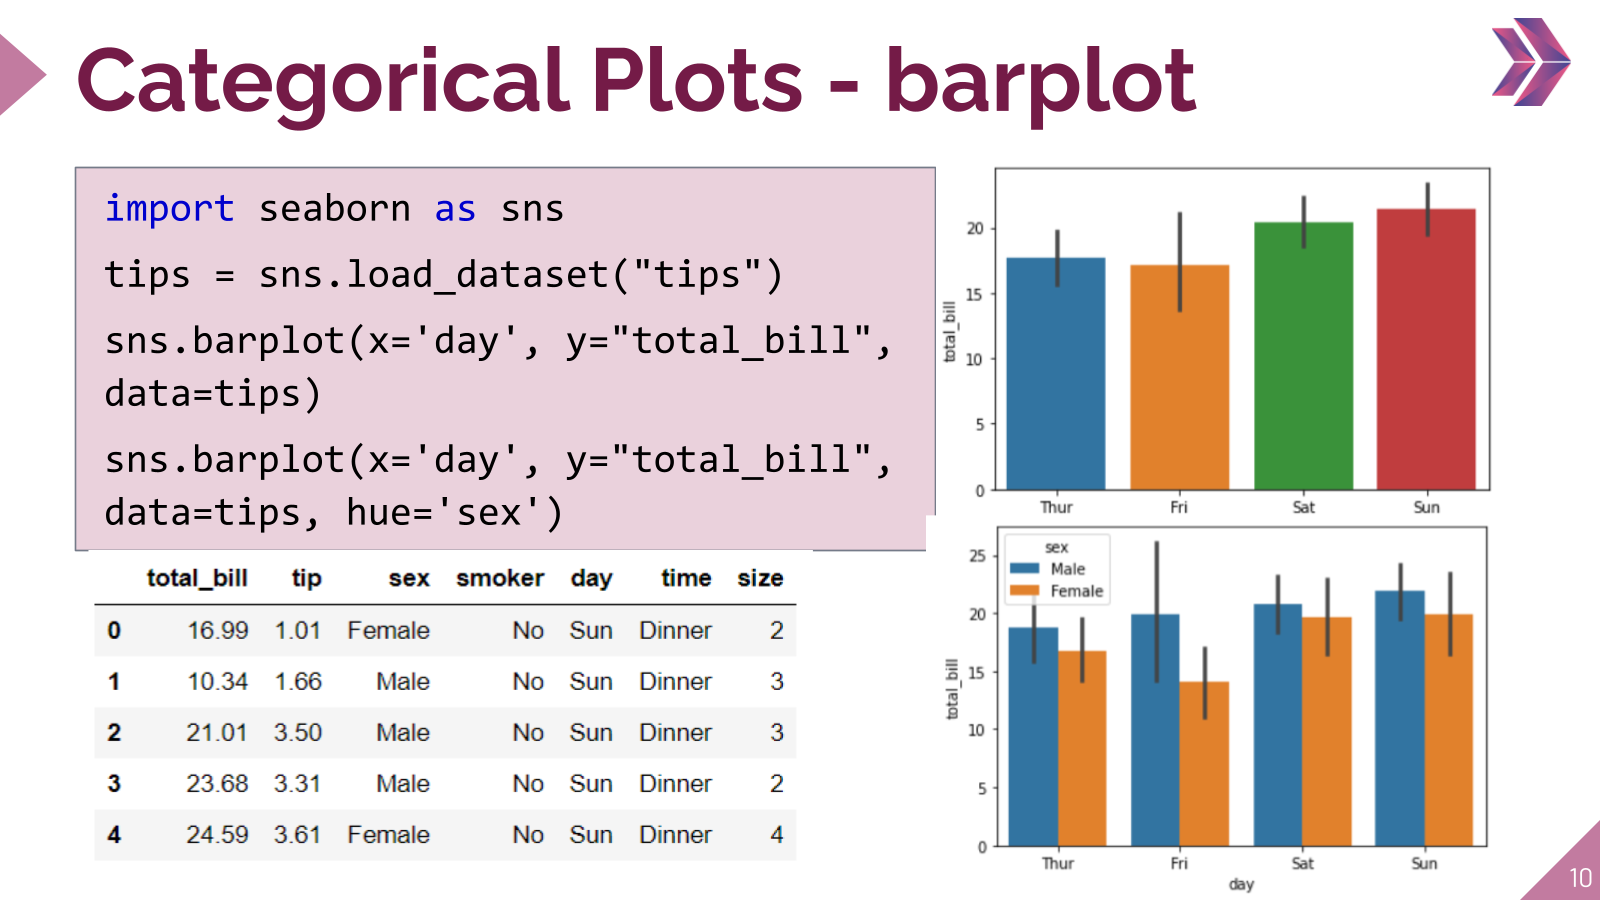 Categorical Plots - barplot
import seaborn as sns
tips = sns.load_dataset("tips")
sns.barplot(x='day', y="total_bill",
data=tips)
sns.barplot(x='day', y="total_bill",
data=tips, hue='sex')
total_bill tip sex smoker day time size
0 16.99 1.01 Female No Sun Dinner 2
1 10.34 1.66 Male No Sun Dinner 3
2 21.01 3.50 Male No Sun Dinner 3
3 23.68 3.31 Male No Sun Dinner 2
4 24.59 3.61 Female No Sun Dinner 4
20
15
10
5
0
total_bill
Thur Fri Sat Sun
sex
Male
Female
25
20
15
10
5
0
total_bill
Thur Fri Sat Sun
day
10